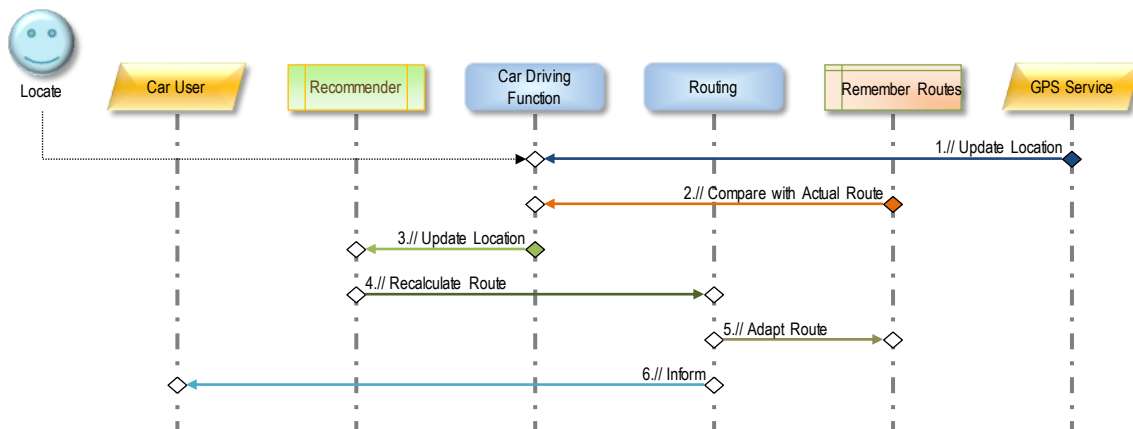 Locate
Car User
Recommender
Car Driving
Function
Routing
Remember Routes
GPS Service
1.// Update Location
2.// Compare with Actual Route
3.// Update Location
4.// Recalculate Route
5.// Adapt Route
6.// Inform